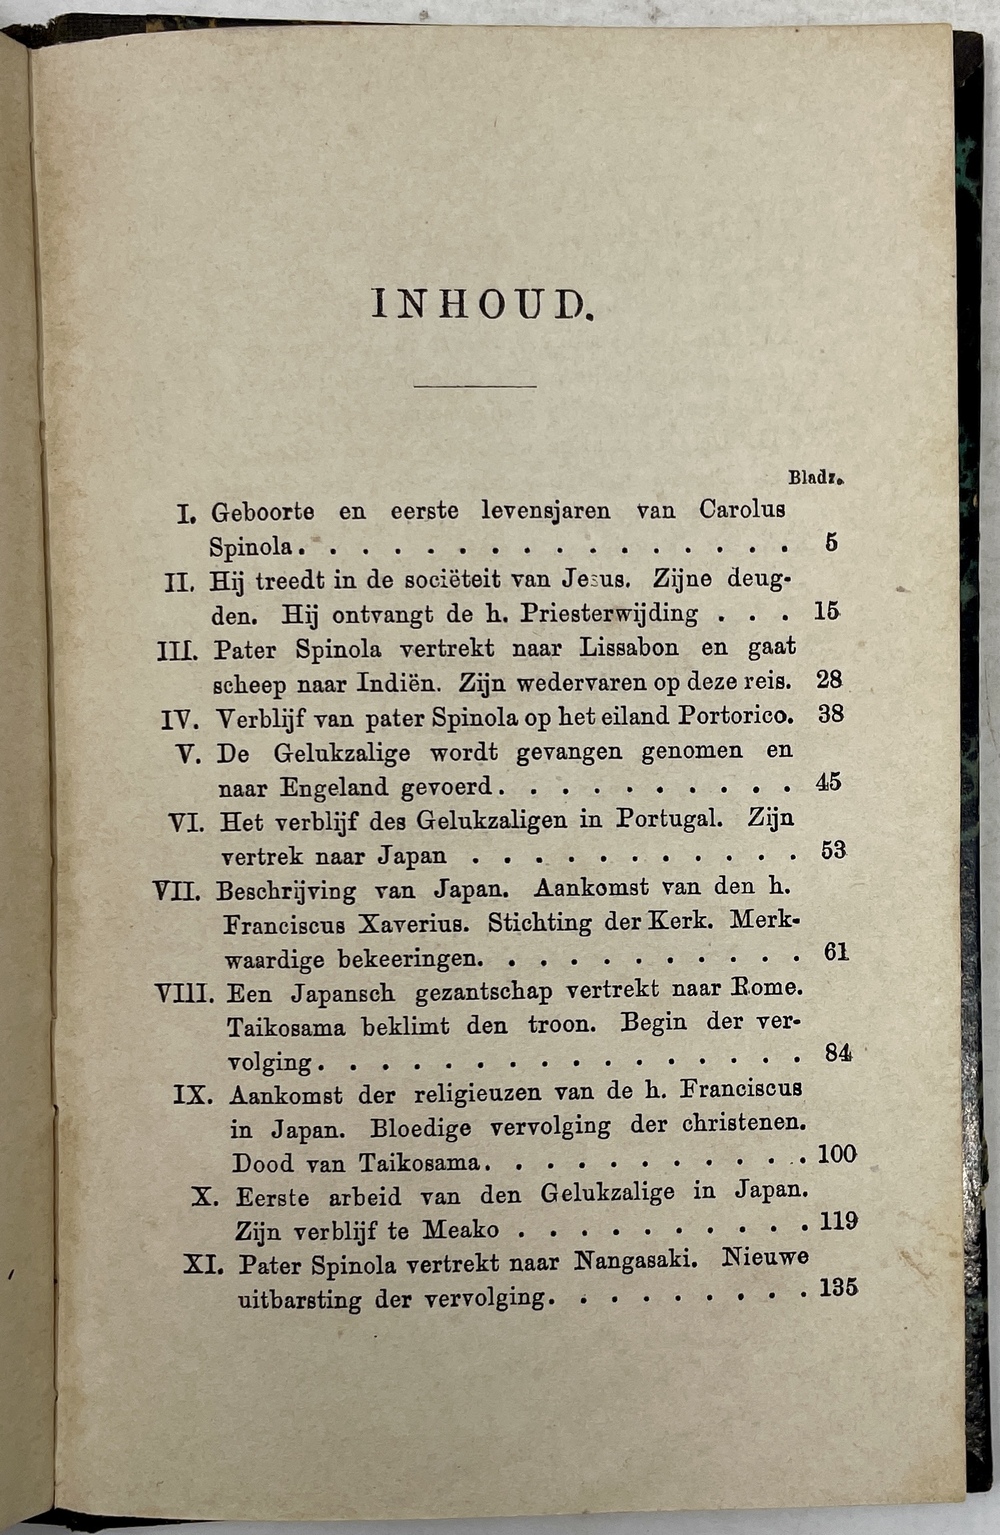 INHOUD.
Bladz.
I. Geboorte en eerste levensjaren van Carolus
Spinola. . . . . . . . . . . . . . . . 5
II. Hij treedt in de sociëteit van Jesus. Zijne deug-
den. Hij ontvangt de h. Priesterwijding . . . 15
III. Pater Spinola vertrekt naar Lissabon en gaat
scheep naar Indiën. Zijn wedervaren op deze reis. 28
IV. Verblijf van pater Spinola op het eiland Portorico. 38
V. De Gelukzalige wordt gevangen genomen en
naar Engeland gevoerd. . . . . . . . . . 45
VI. Het verblijf des Gelukzaligen in Portugal. Zijn
vertrek naar Japan . . . . . . . . . . . 53
VII. Beschrijving van Japan. Aankomst van den h.
Franciscus Xaverius. Stichting der Kerk. Merk-
waardige bekeeringen. . . . . . . . . . . 61
VIII. Een Japansch gezantschap vertrekt naar Rome.
Taikosama beklimt den troon. Begin der ver-
volging. . . . . . . . . . . . . . . . 84
IX. Aankomst der religieuzen van de h. Franciscus
in Japan. Bloedige vervolging der christenen.
Dood van Taikosama. . . . . . . . . . . 100
X. Eerste arbeid van den Gelukzalige in Japan.
Zijn verblijf te Meako . . . . . . . . . . 119
XI. Pater Spinola vertrekt naar Nangasaki. Nieuwe
uitbarsting der vervolging. . . . . . . . . 135